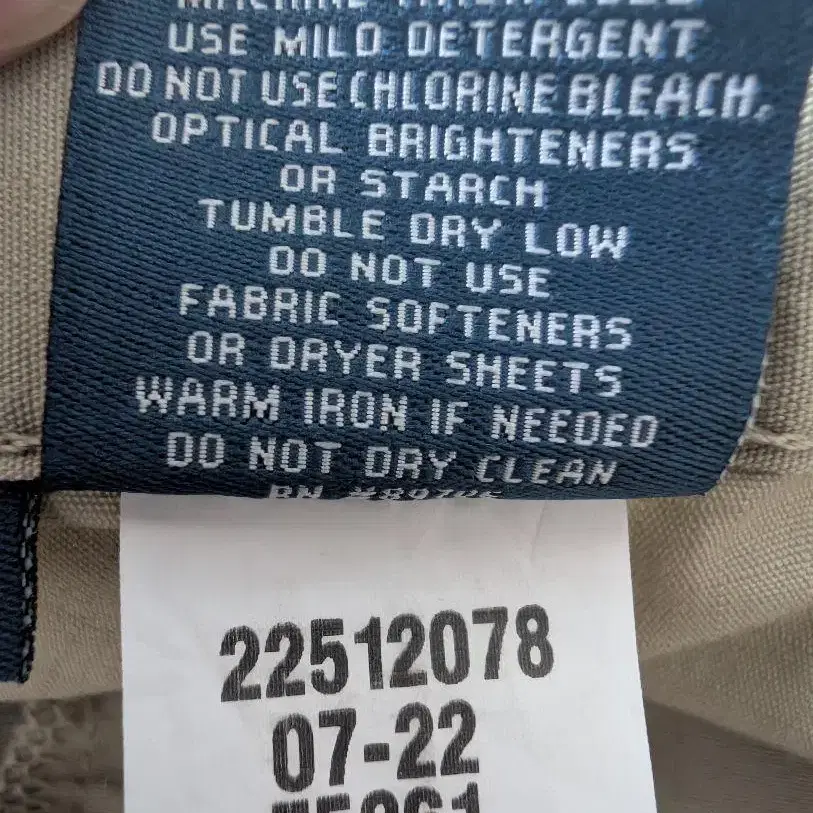 USE MILD DETERGENT
DO NOT USE CHLORINE BLEACH,
OPTICAL BRIGHTENERS
OR STARCH
TUMBLE DRY LOW
DO NOT USE
FABRIC SOFTENERS
OR DRYER SHEETS
WARM IRON IF NEEDED
DO NOT DRY CLEAN
22512078
07-22